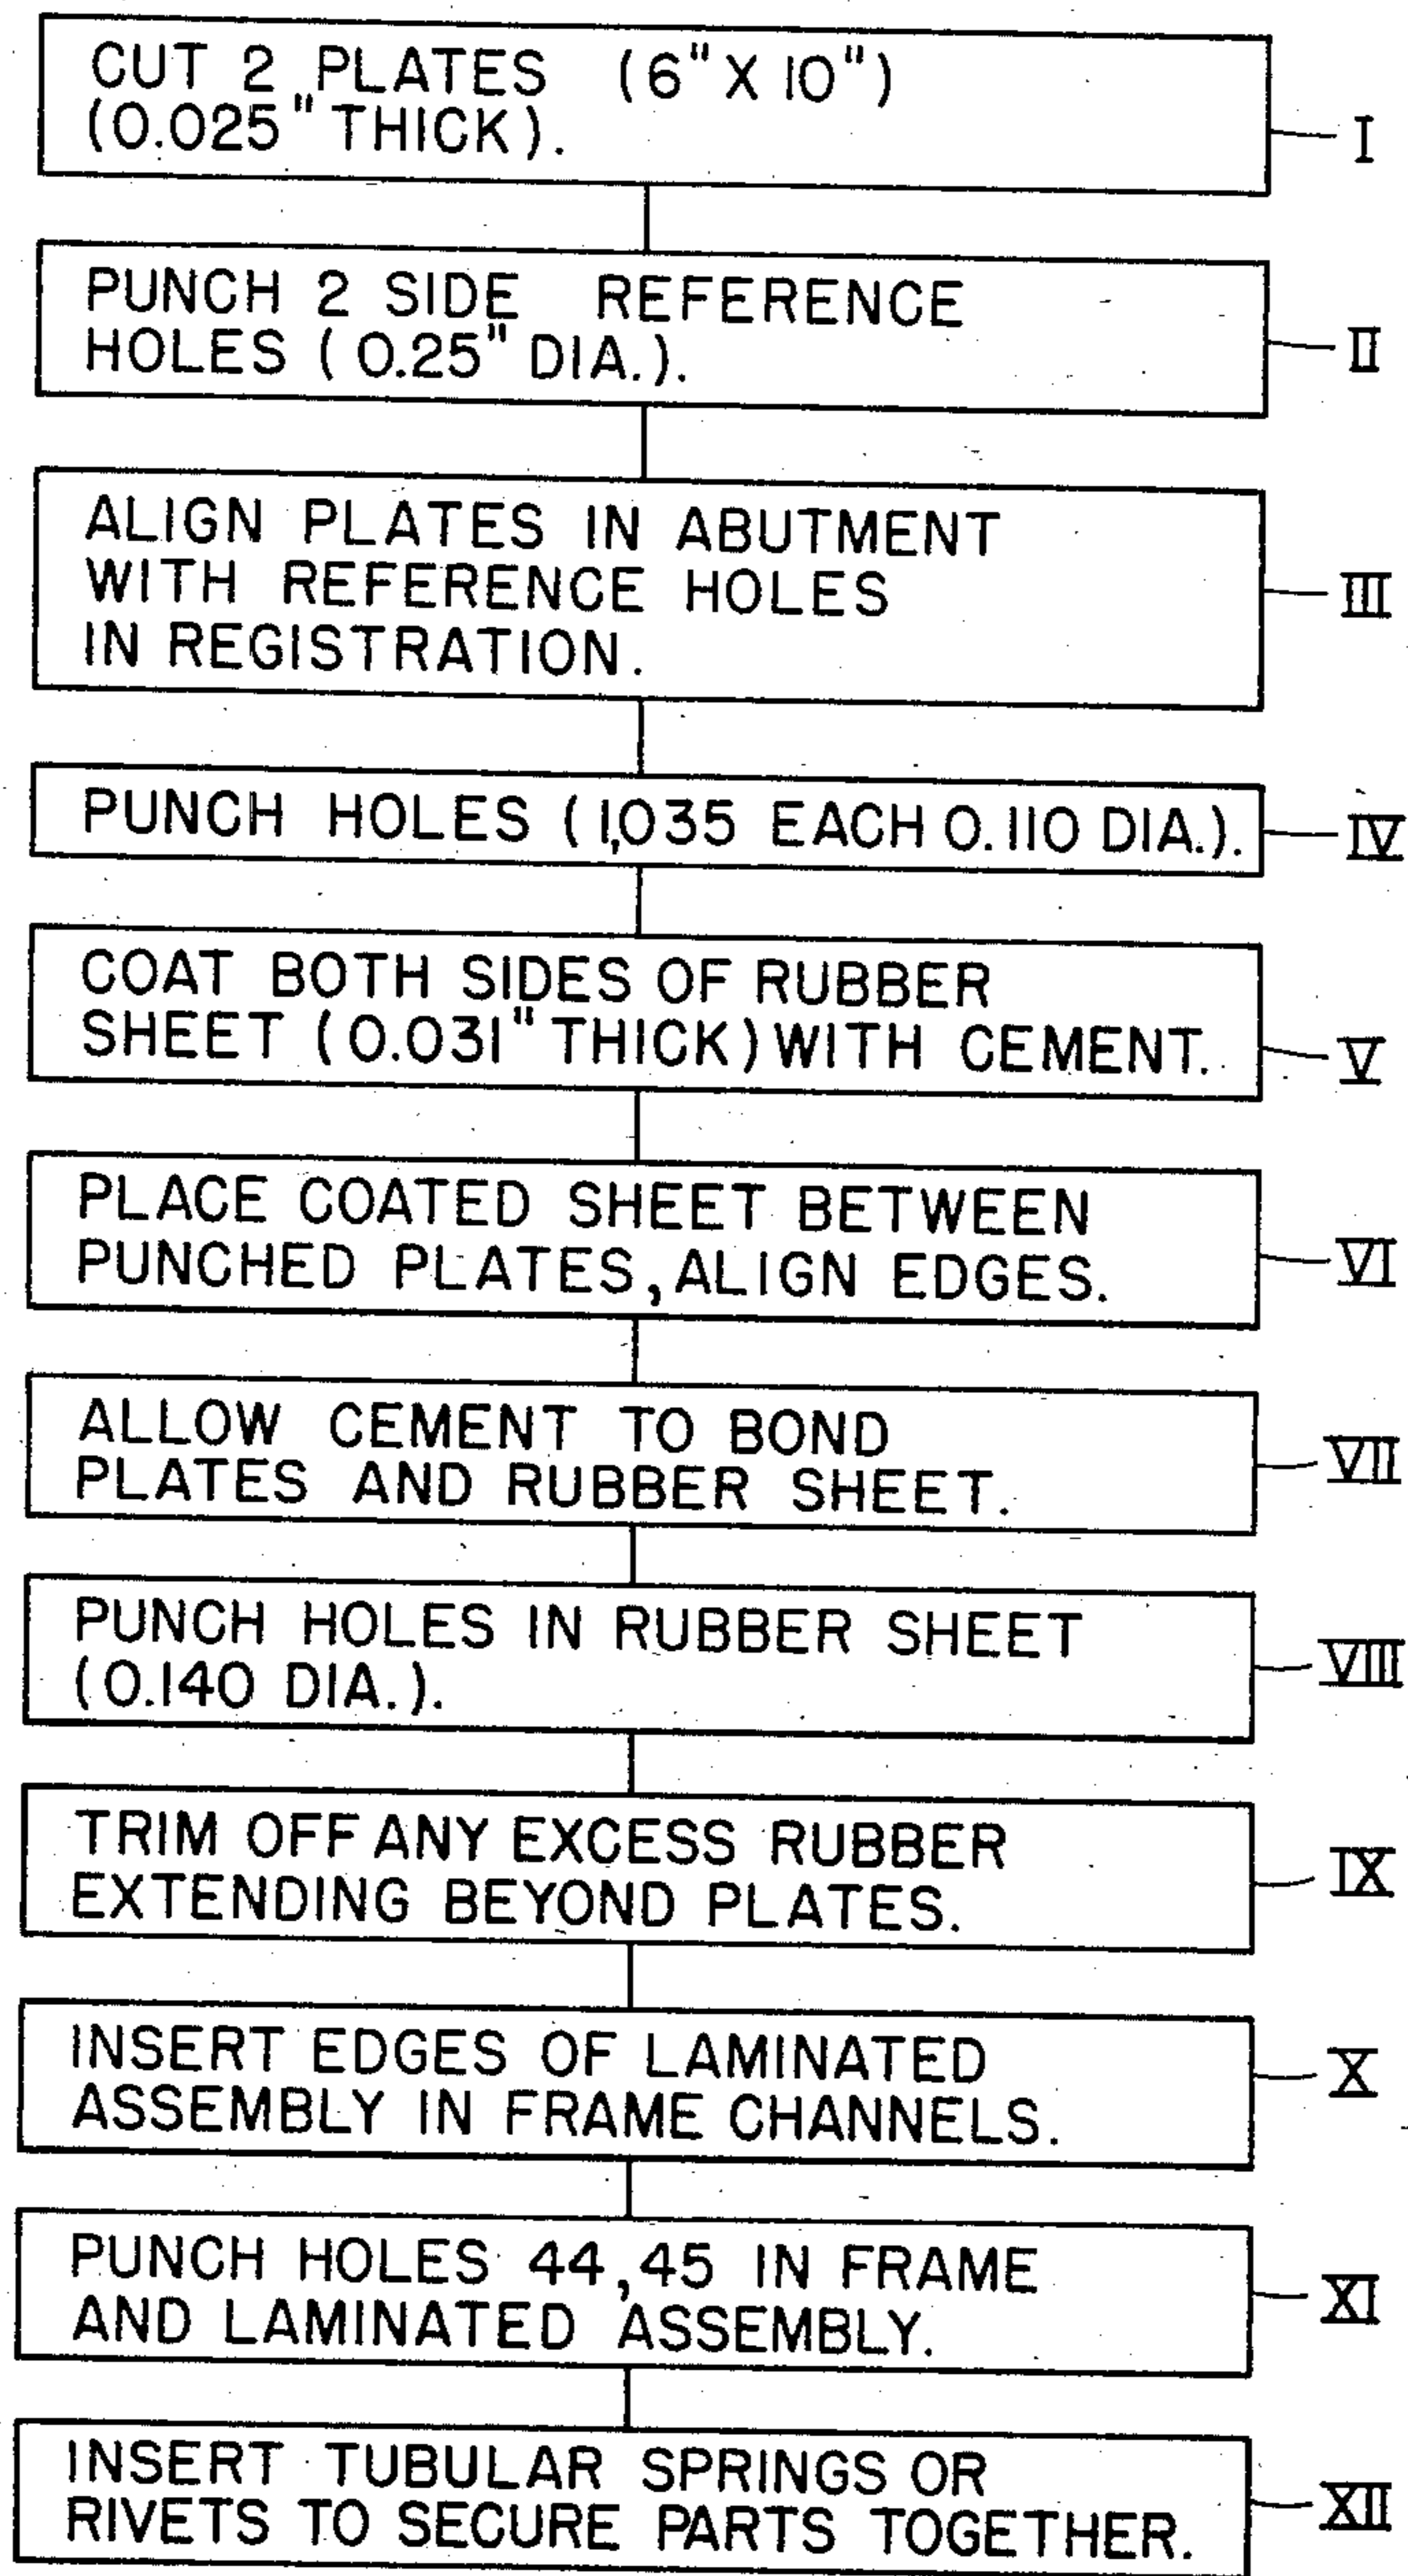 CUT 2 PLATES (6" X 10")
(0.025" THICK).
I
PUNCH 2 SIDE REFERENCE
HOLES (0.25" DIA.).
II
ALIGN PLATES IN ABUTMENT
WITH REFERENCE HOLES
IN REGISTRATION.
III
PUNCH HOLES (1,035 EACH 0.110 DIA.).
IV
COAT BOTH SIDES OF RUBBER
SHEET (0.031" THICK) WITH CEMENT.
V
PLACE COATED SHEET BETWEEN
PUNCHED PLATES, ALIGN EDGES.
VI
ALLOW CEMENT TO BOND
PLATES AND RUBBER SHEET.
VII
PUNCH HOLES IN RUBBER SHEET
(0.140 DIA.).
VIII
TRIM OFF ANY EXCESS RUBBER
EXTENDING BEYOND PLATES.
IX
INSERT EDGES OF LAMINATED
ASSEMBLY IN FRAME CHANNELS.
X
PUNCH HOLES 44, 45 IN FRAME
AND LAMINATED ASSEMBLY.
XI
INSERT TUBULAR SPRINGS OR
RIVETS TO SECURE PARTS TOGETHER.
XII